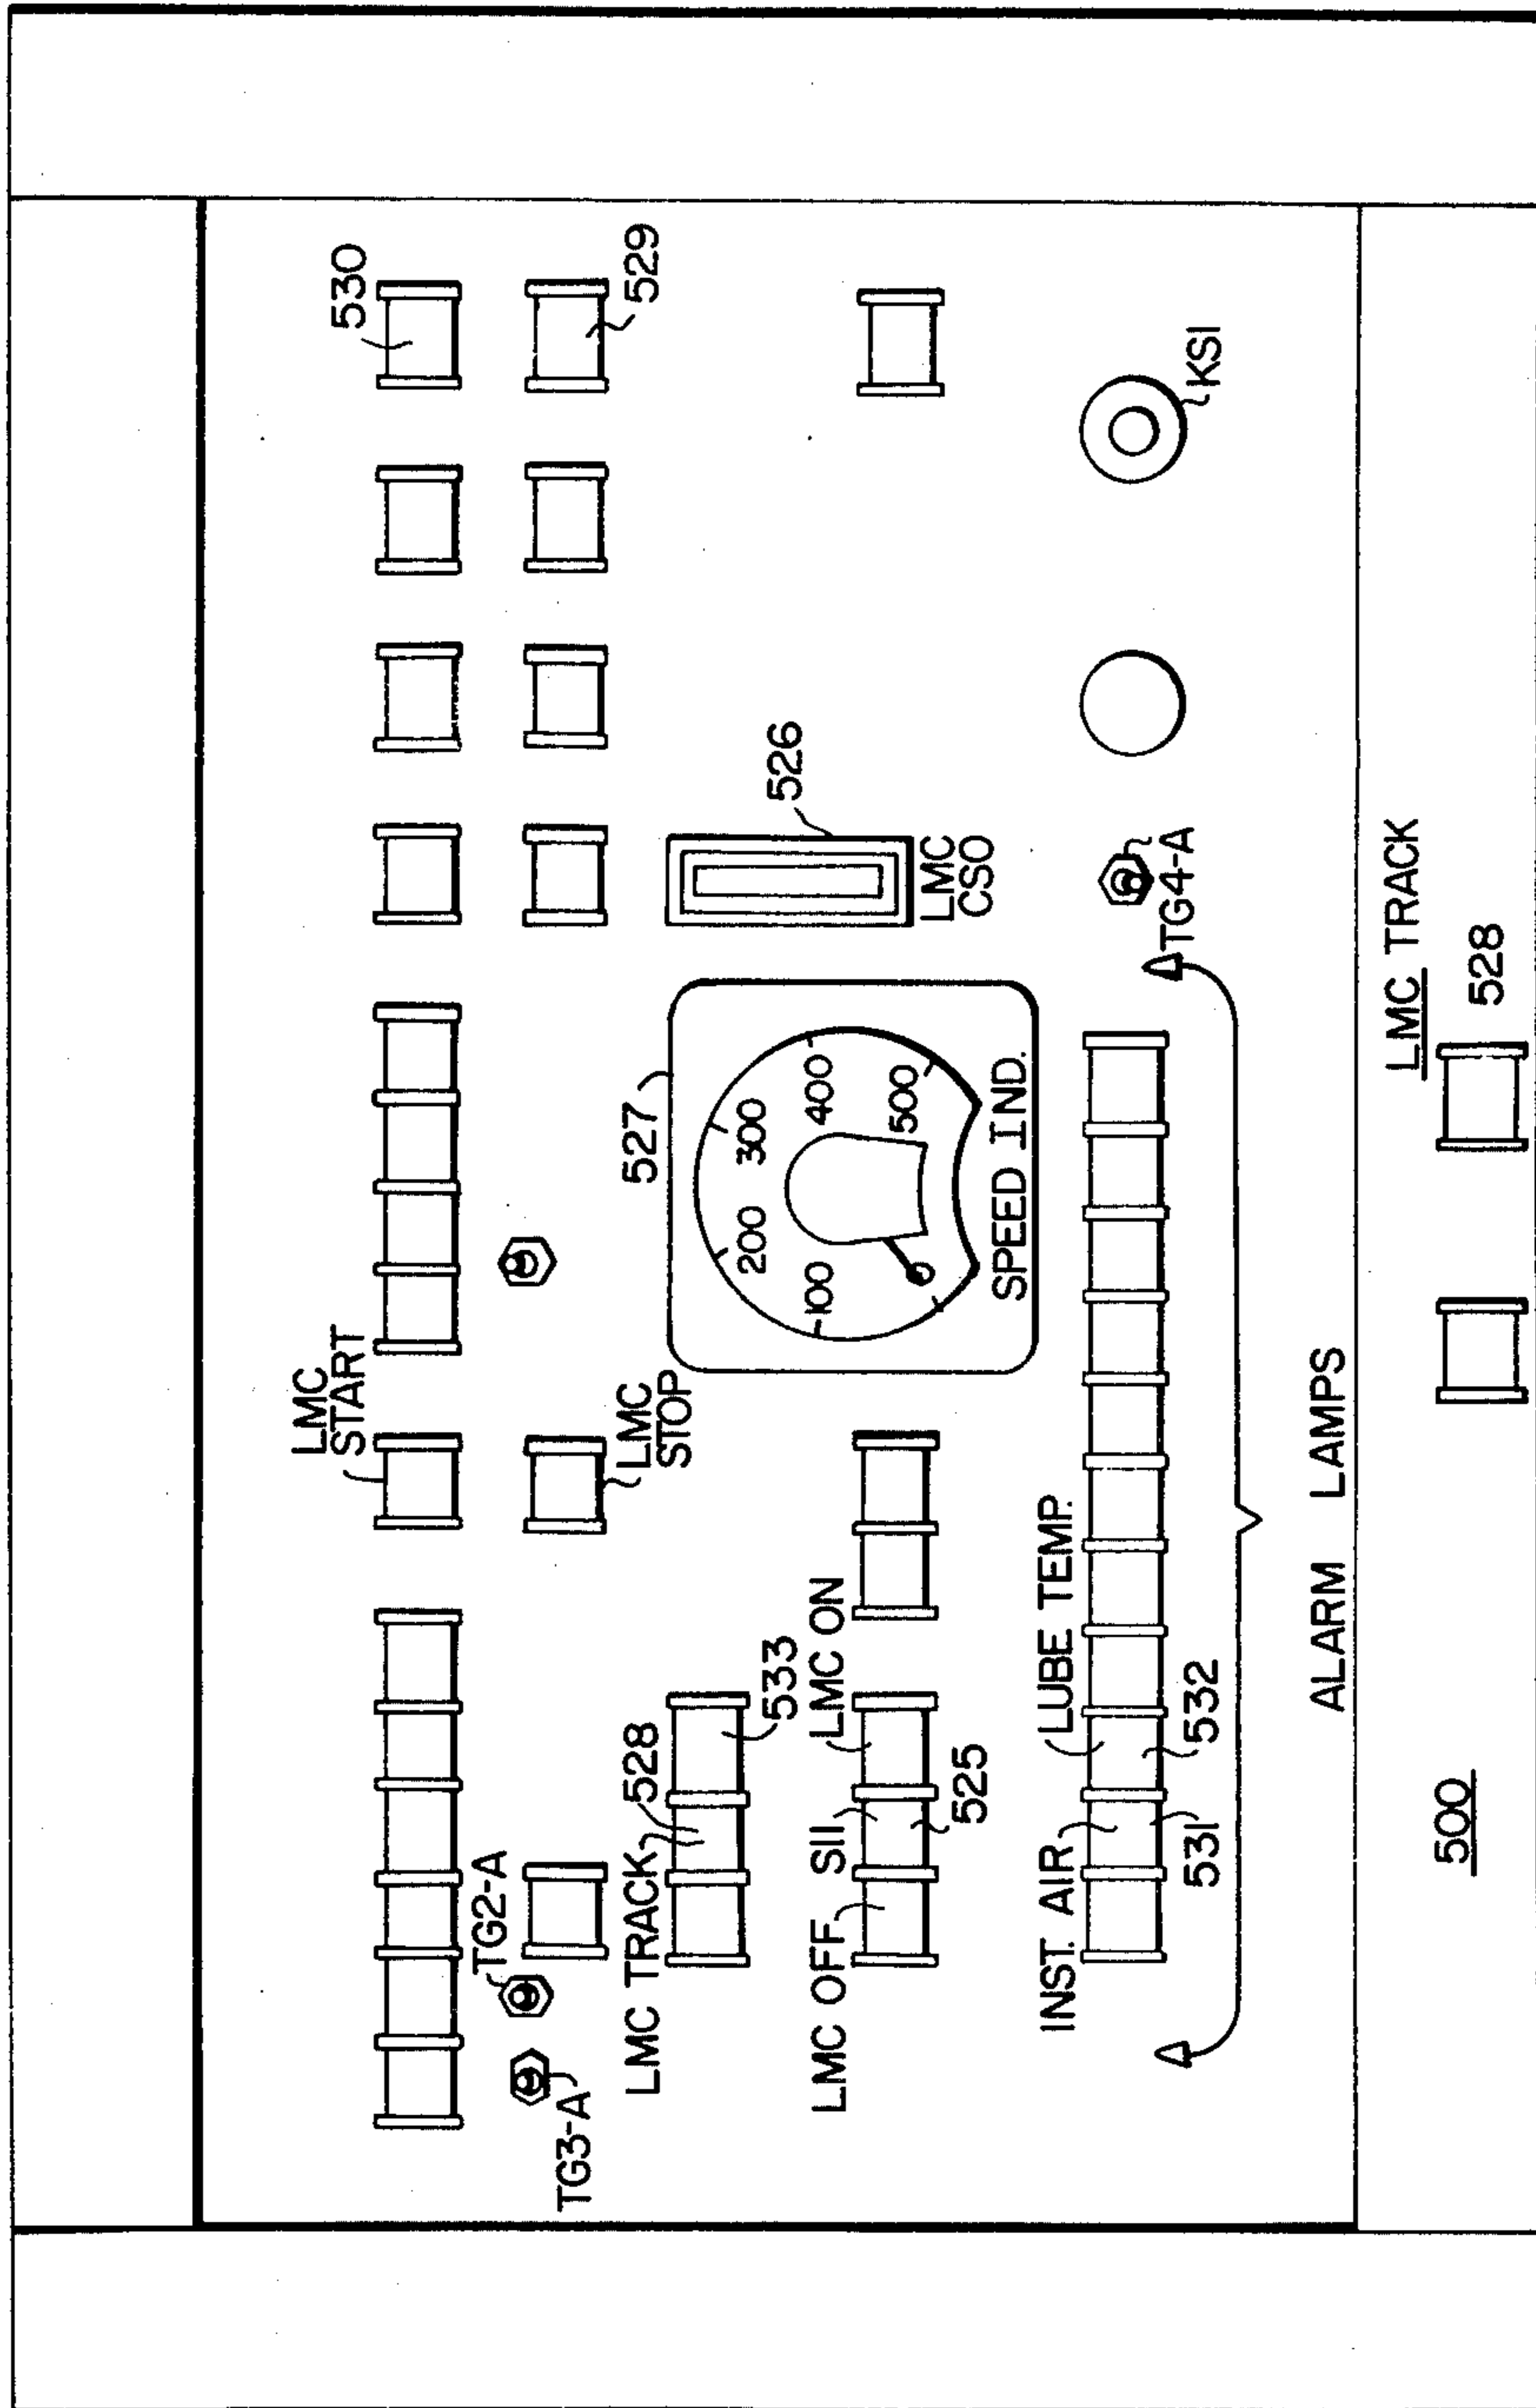 530
529
LMC
START
LMC
STOP
527
526
TG2-A
TG3-A
LMC TRACK
528
533
100
200
300
400
500
SPEED IND.
LMC
CSO
LMC OFF
S11
LMC ON
525
INST. AIR
LUBE TEMP.
531
532
TG4-A
KS1
ALARM LAMPS
500
LMC TRACK
528